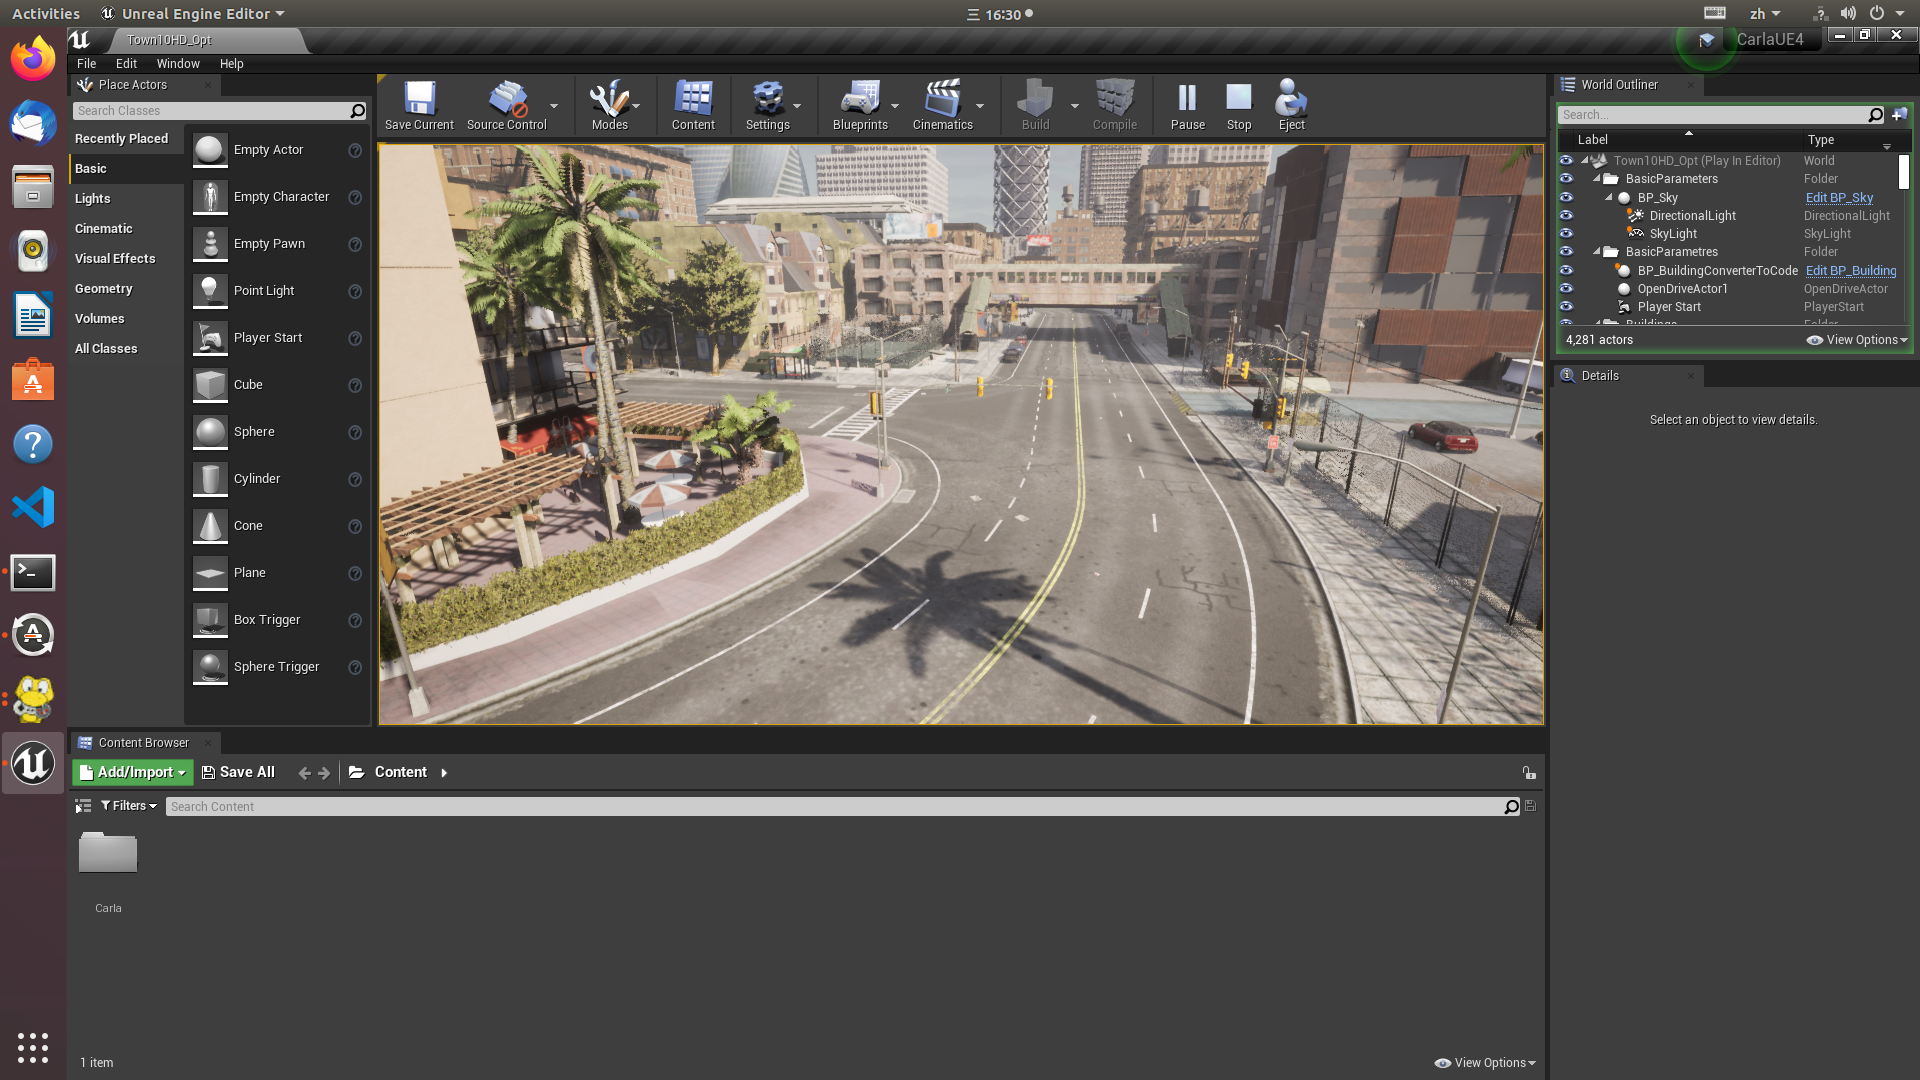 Activities
Unreal Engine Editor
三 16:30
zh
Town10HD_Opt
CarlaUE4
File Edit Window Help
Place Actors
Search Classes
Recently Placed
Basic
Lights
Cinematic
Visual Effects
Geometry
Volumes
All Classes
Empty Actor
Empty Character
Empty Pawn
Point Light
Player Start
Cube
Sphere
Cylinder
Cone
Plane
Box Trigger
Sphere Trigger
Save Current
Source Control
Modes
Content
Settings
Blueprints
Cinematics
Build
Compile
Pause
Stop
Eject
World Outliner
Search...
Label Type
Town10HD_Opt (Play In Editor) World
BasicParameters Folder
BP_Sky Edit BP_Sky
DirectionalLight DirectionalLight
SkyLight SkyLight
BasicParametres Folder
BP_BuildingConverterToCode Edit BP_Building
OpenDriveActor1 OpenDriveActor
Player Start PlayerStart
Buildings Folder
4,281 actors
View Options
Details
Select an object to view details.
Content Browser
Add/Import
Save All
Content
Filters
Search Content
Carla
1 item
View Options